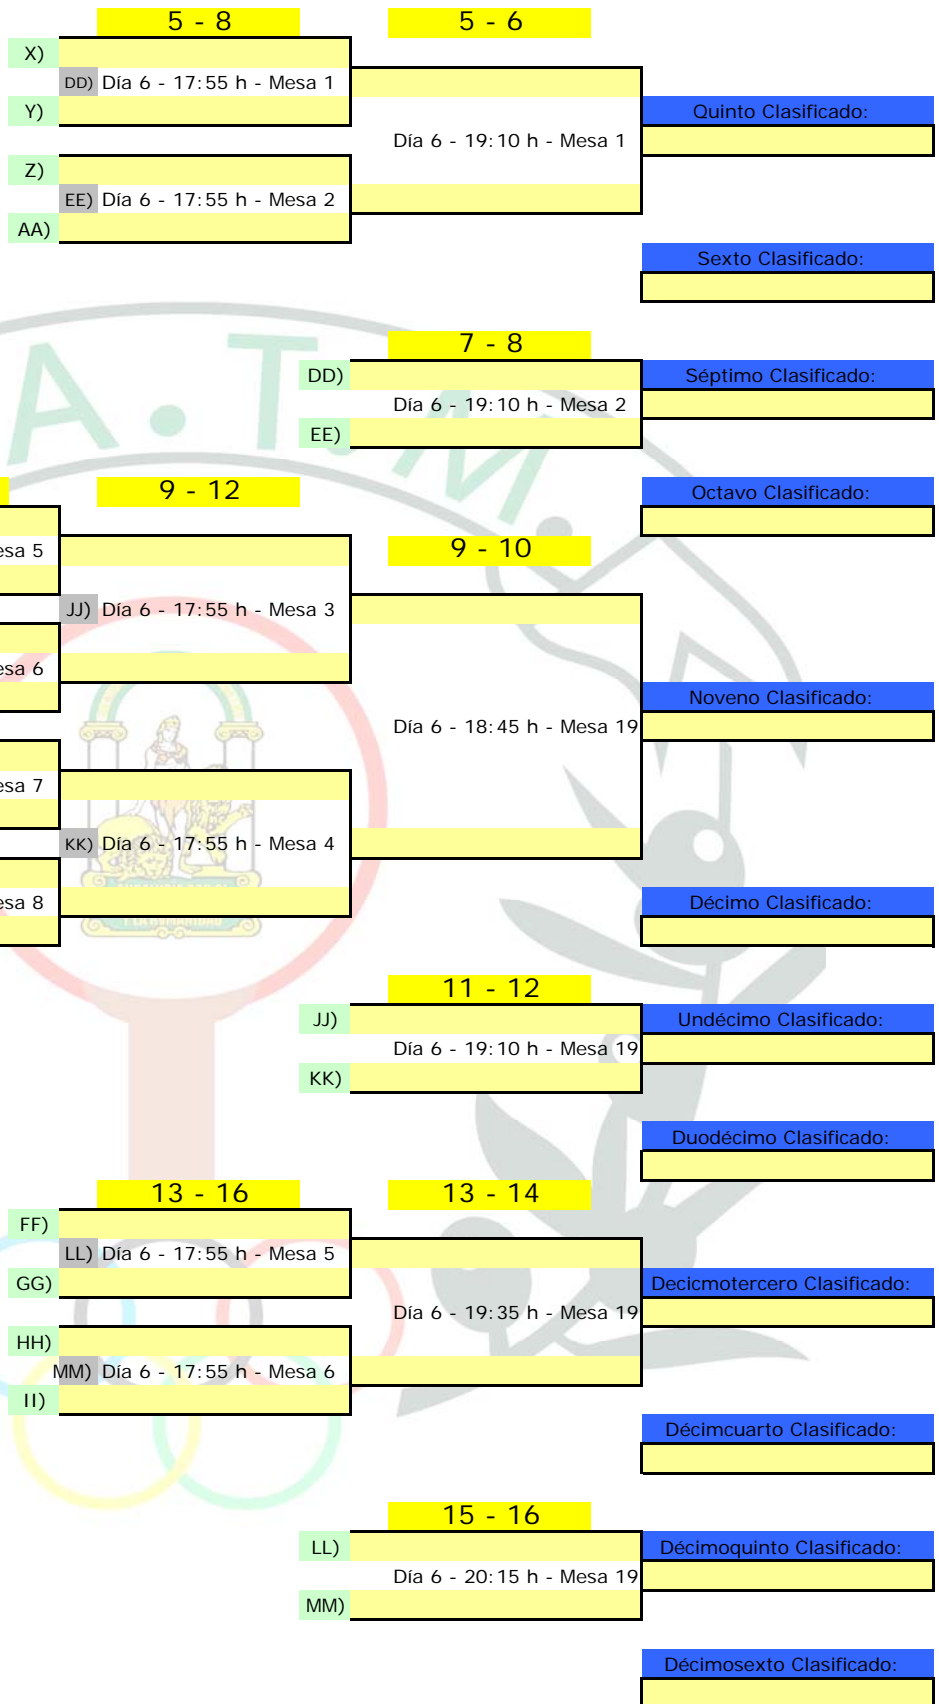 5 - 8
5 - 6
X)
DD) Día 6 - 17:55 h - Mesa 1
Y)
Quinto Clasificado:
Día 6 - 19:10 h - Mesa 1
Z)
EE) Día 6 - 17:55 h - Mesa 2
AA)
Sexto Clasificado:
7 - 8
DD)
Séptimo Clasificado:
Día 6 - 19:10 h - Mesa 2
EE)
A.T.M.
9 - 12
Octavo Clasificado:
esa 5
9 - 10
JJ) Día 6 - 17:55 h - Mesa 3
esa 6
Noveno Clasificado:
Día 6 - 18:45 h - Mesa 19
esa 7
KK) Día 6 - 17:55 h - Mesa 4
esa 8
Décimo Clasificado:
11 - 12
JJ)
Undécimo Clasificado:
Día 6 - 19:10 h - Mesa 19
KK)
Duodécimo Clasificado:
13 - 16
13 - 14
FF)
LL) Día 6 - 17:55 h - Mesa 5
GG)
Decicmotercero Clasificado:
Día 6 - 19:35 h - Mesa 19
HH)
MM) Día 6 - 17:55 h - Mesa 6
II)
Décimcuarto Clasificado:
15 - 16
LL)
Décimoquinto Clasificado:
Día 6 - 20:15 h - Mesa 19
MM)
Décimosexto Clasificado: